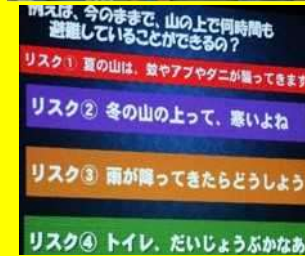 例えば、今のままで、山の上で何時間も
避難していることができるの？
リスク① 夏の山は、蚊やアブやダニが襲ってきます
リスク② 冬の山の上って、寒いよね
リスク③ 雨が降ってきたらどうしよう
リスク④ トイレ、だいじょうぶかなあ